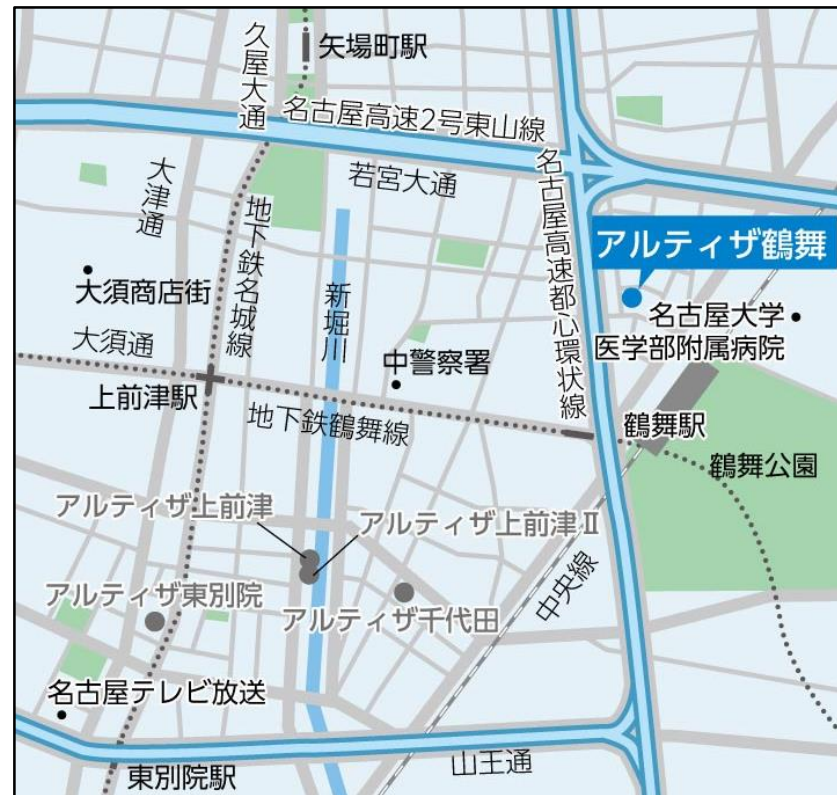 矢場町駅
久屋大通
名古屋高速2号東山線
若宮大通
大津通
名古屋高速都心環状線
アルティザ鶴舞
地下鉄名城線
新堀川
大須商店街
名古屋大学
医学部附属病院
大須通
中警察署
上前津駅
地下鉄鶴舞線
鶴舞駅
鶴舞公園
アルティザ上前津
アルティザ上前津Ⅱ
アルティザ東別院
アルティザ千代田
中央線
名古屋テレビ放送
東別院駅
山王通